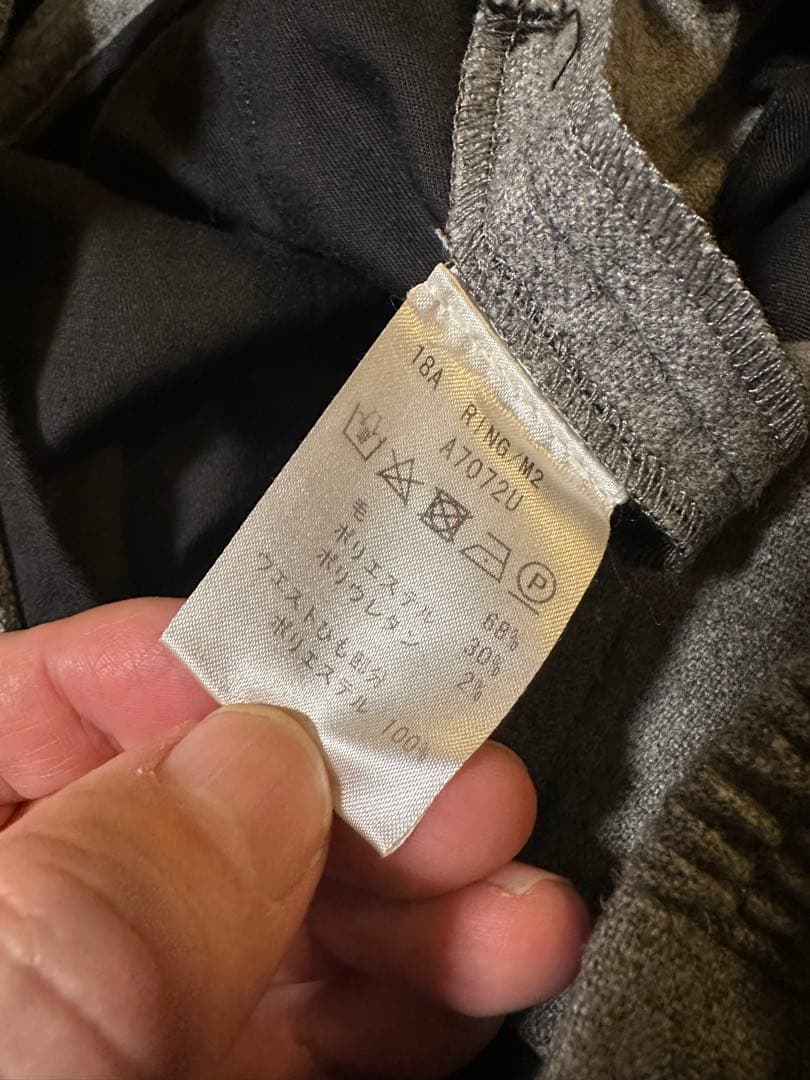 18A RING/M2
A7072U
P
毛 68%
ポリエステル 30%
ポリウレタン 2%
ウエストひも部分
ポリエステル 100%